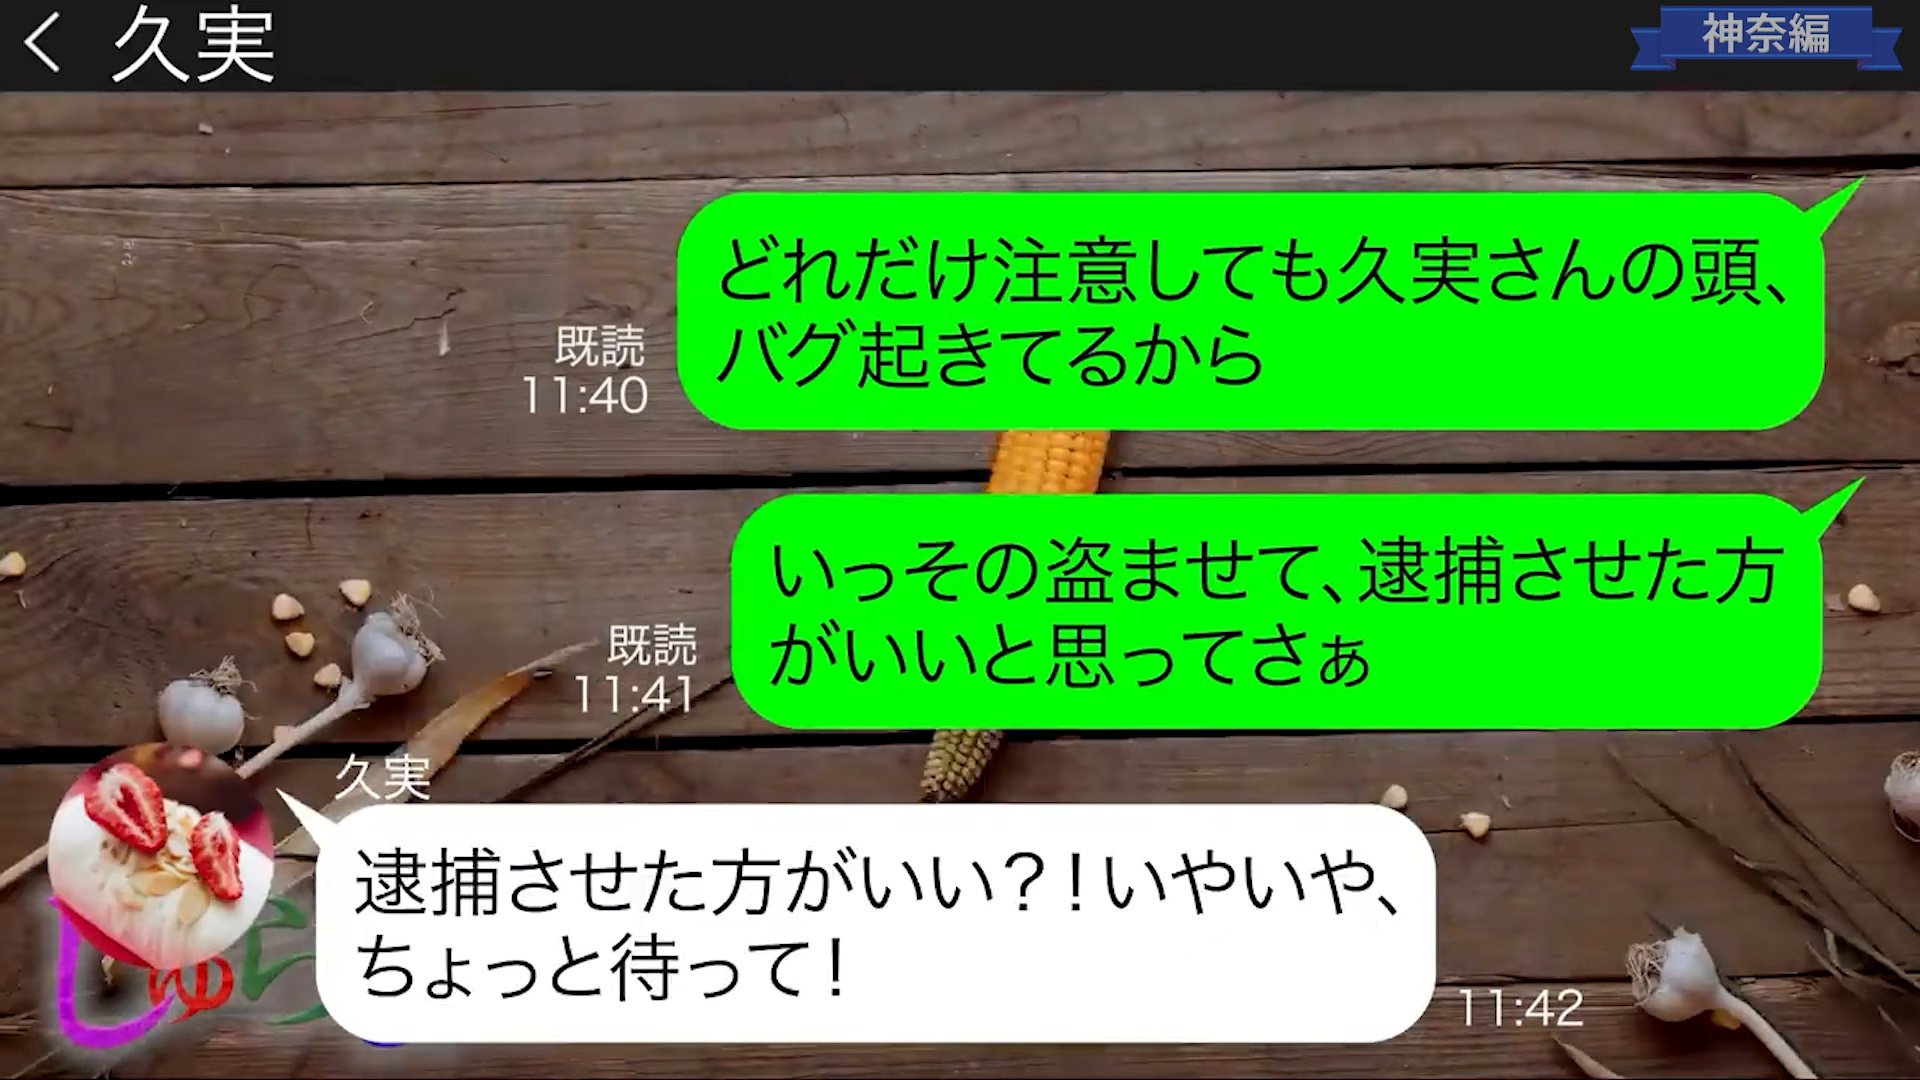 久実
神奈編
どれだけ注意しても久実さんの頭、
バグ起きてるから
既読
11:40
いっその盗ませて、逮捕させた方
がいいと思ってさぁ
既読
11:41
久実
逮捕させた方がいい?!いやいや、
ちょっと待って!
11:42
しゅら